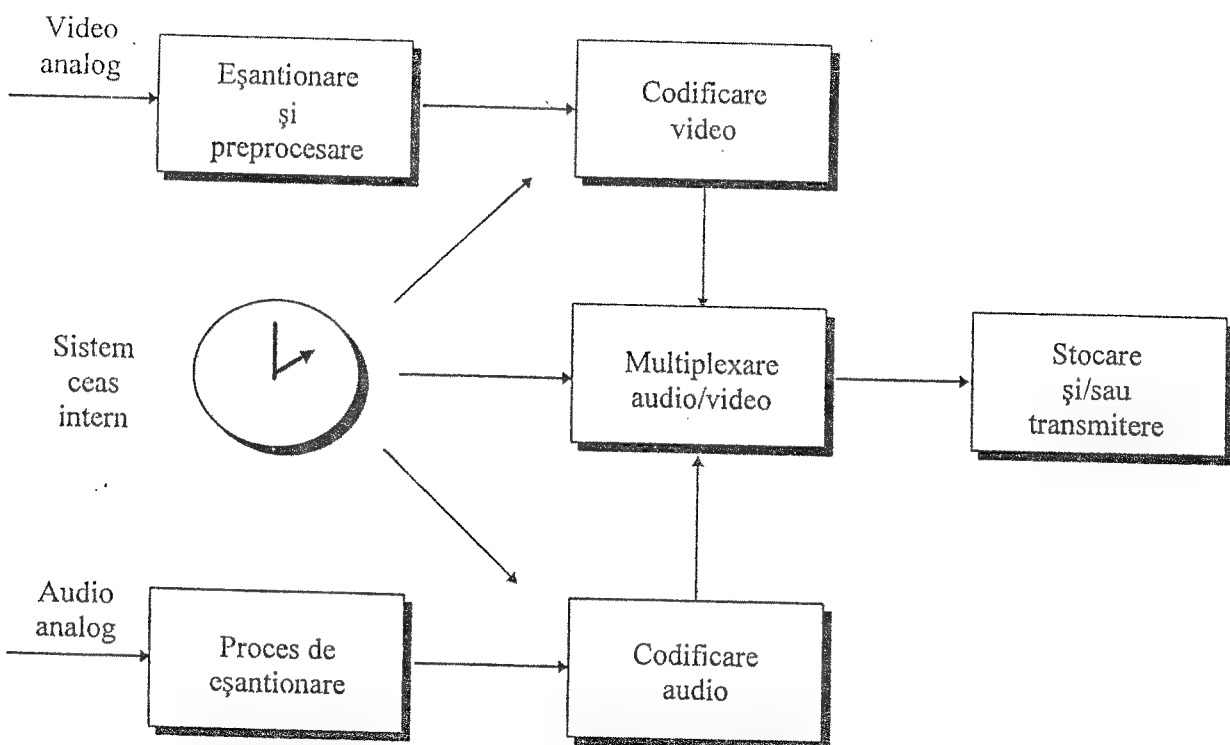 Video
analog
Eşantionare
şi
preprocesare
Codificare
video
Sistem
ceas
intern
Multiplexare
audio/video
Stocare
şi/sau
transmitere
Audio
analog
Proces de
eşantionare
Codificare
audio